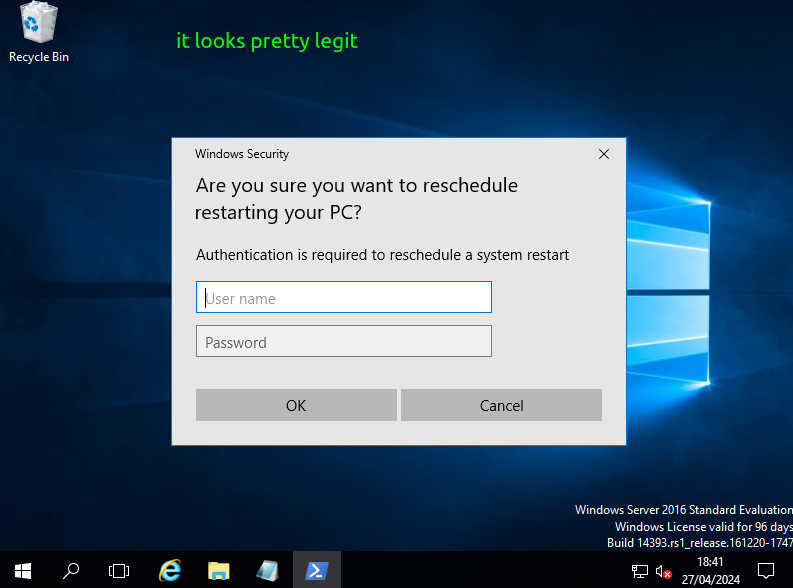 it looks pretty legit
Recycle Bin
Windows Security
Are you sure you want to reschedule
restarting your PC?
Authentication is required to reschedule a system restart
User name
Password
OK
Cancel
Windows Server 2016 Standard Evaluation
Windows License valid for 96 days
Build 14393.rs1_release.161220-1747
18:41
27/04/2024